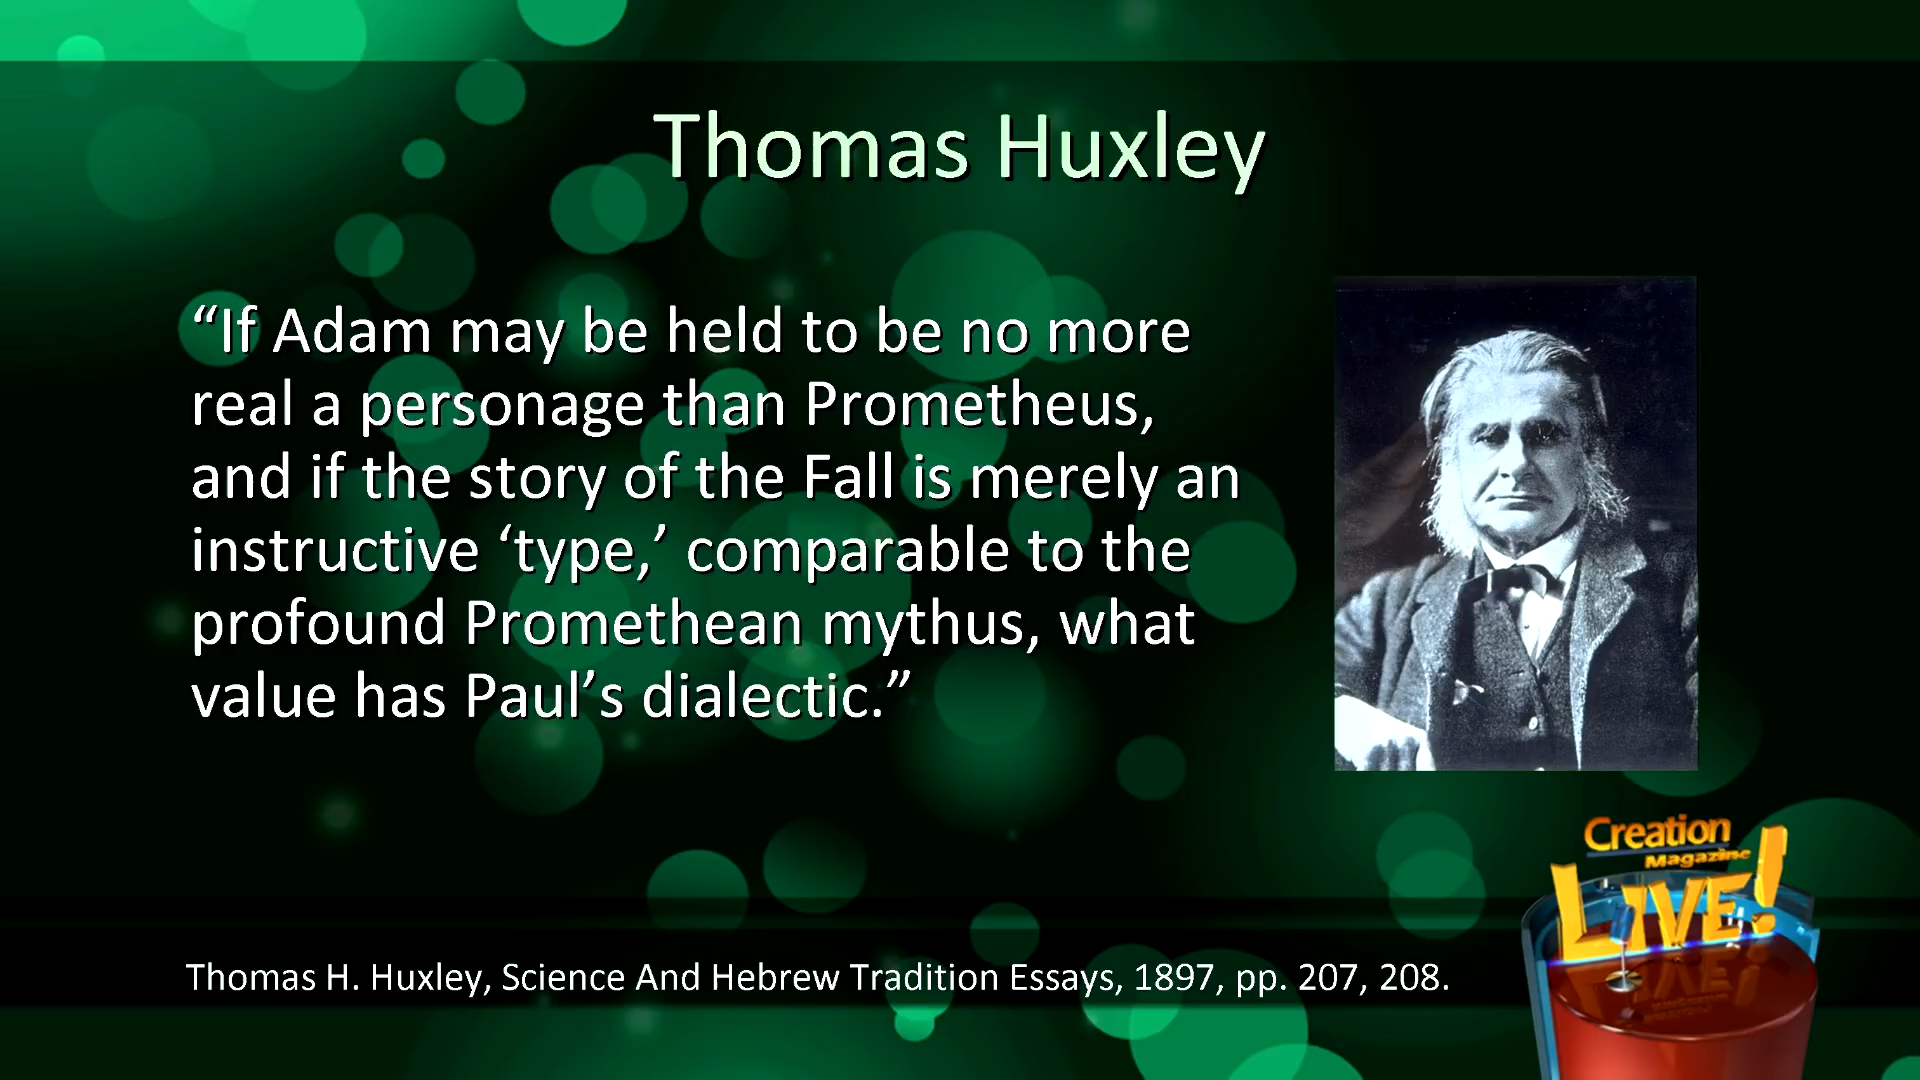 Thomas Huxley
“If Adam may be held to be no more
real a personage than Prometheus,
and if the story of the Fall is merely an
instructive ‘type,’ comparable to the
profound Promethean mythus, what
value has Paul’s dialectic.”
Creation
Magazine
LIVE!
Thomas H. Huxley, Science And Hebrew Tradition Essays, 1897, pp. 207, 208.